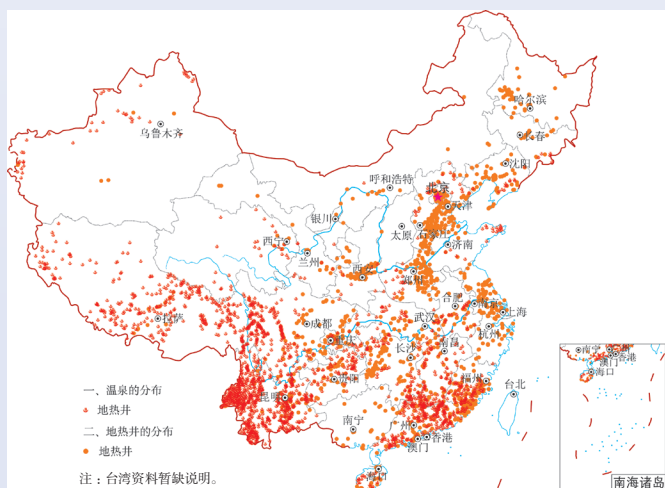 哈尔滨
长春
乌鲁木齐
沈阳
呼和浩特
北京
天津
银川
石家庄
太原
济南
西宁
兰州
西安
郑州
合肥
南京
上海
拉萨
成都
武汉
杭州
重庆
长沙
南昌
贵阳
福州
台北
昆明
南宁
广州
香港
澳门
海口
一、温泉的分布
地热井
二、地热井的分布
地热井
注：台湾资料暂缺说明。
南宁
香港
澳门
海口
南海诸岛